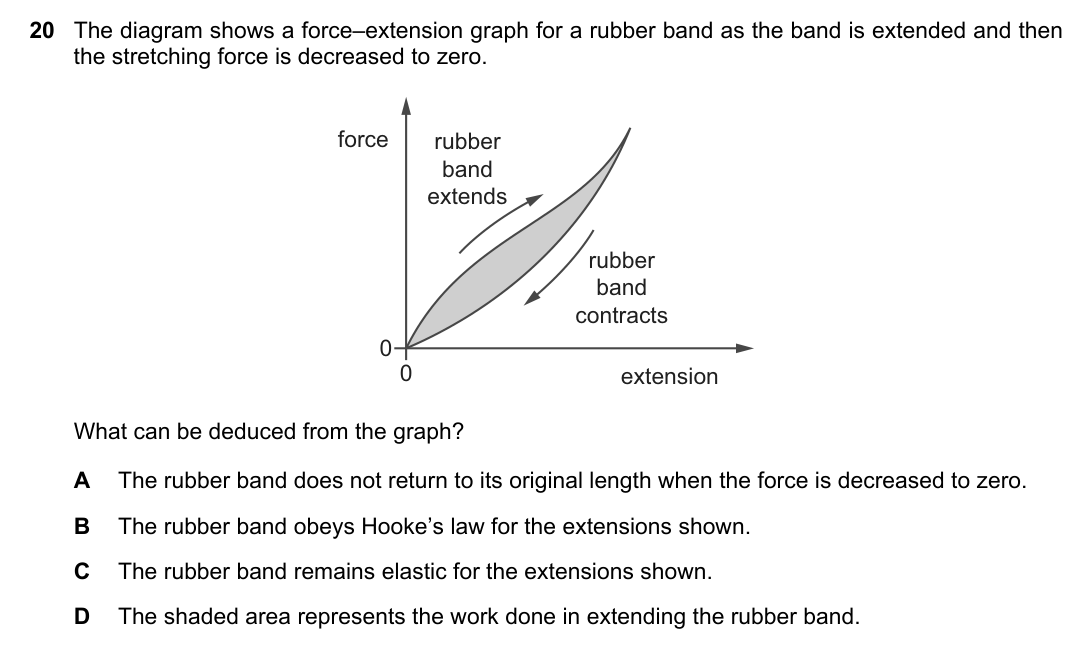 20 The diagram shows a force–extension graph for a rubber band as the band is extended and then
the stretching force is decreased to zero.
force
rubber
band
extends
rubber
band
contracts
0
0
extension
What can be deduced from the graph?
A The rubber band does not return to its original length when the force is decreased to zero.
B The rubber band obeys Hooke’s law for the extensions shown.
C The rubber band remains elastic for the extensions shown.
D The shaded area represents the work done in extending the rubber band.